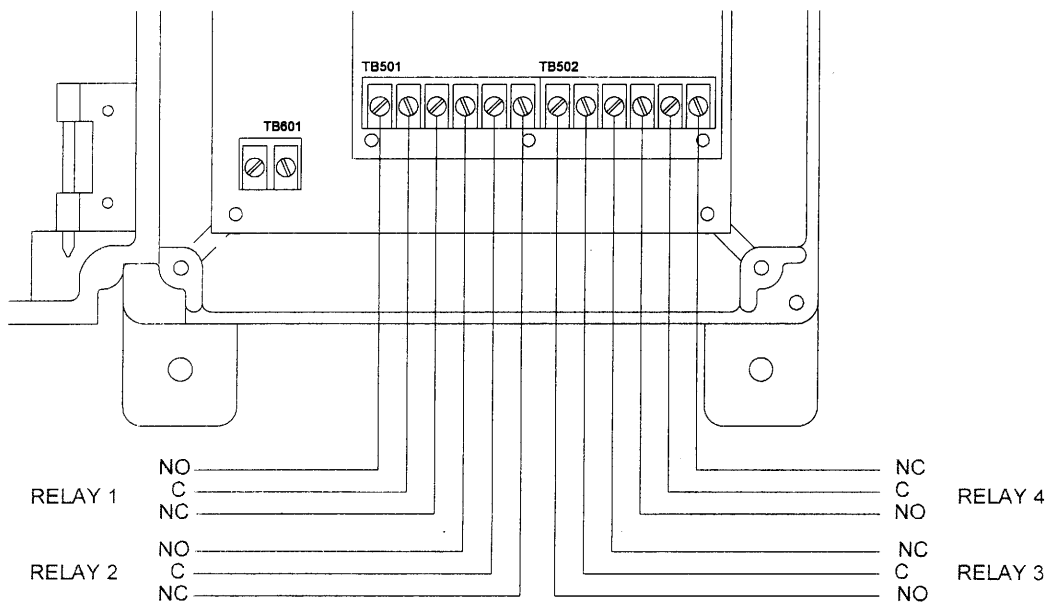 TB501 TB502
TB601
NO NC
RELAY 1 C C RELAY 4
NC NO
NO NC
RELAY 2 C C RELAY 3
NC NO